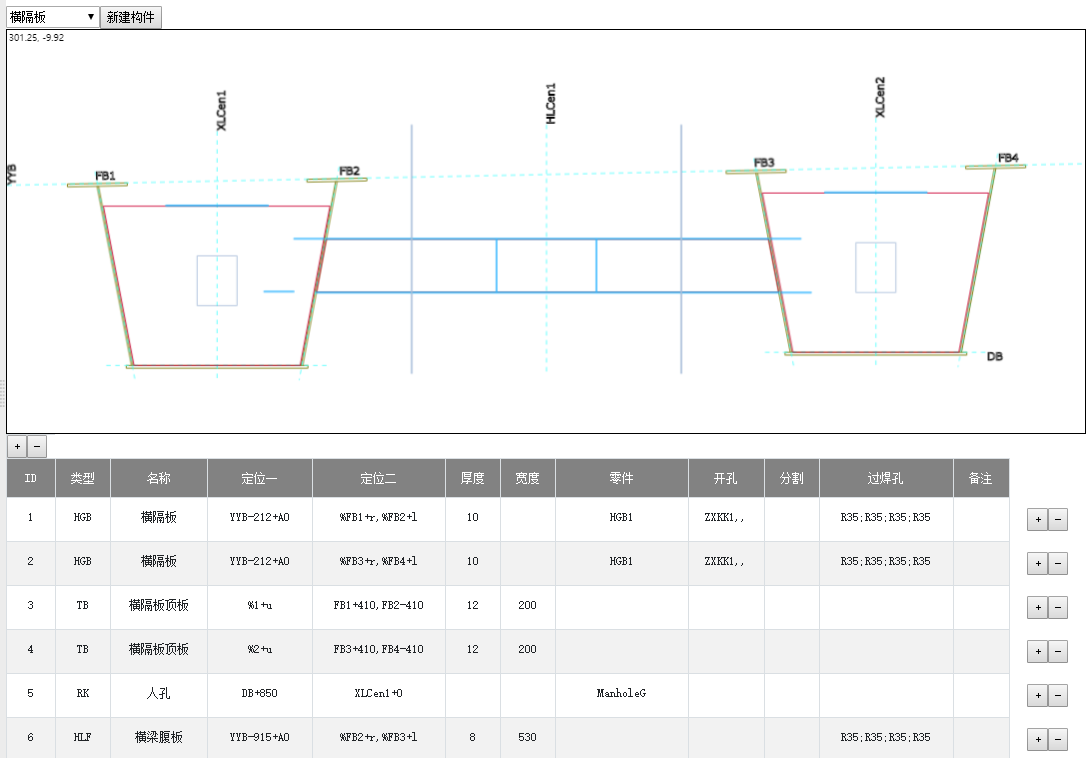 横隔板 ▼ 新建构件
301.25, -9.92
XLCen1
HLCen1
XLCen2
YYB
FB1
FB2
FB3
FB4
DB
+ −
ID 类型 名称 定位一 定位二 厚度 宽度 零件 开孔 分割 过焊孔 备注
1 HGB 横隔板 YYB-212+A0 %FB1+r,%FB2+l 10 HGB1 ZXKK1,, R35;R35;R35;R35 + −
2 HGB 横隔板 YYB-212+A0 %FB3+r,%FB4+l 10 HGB1 ZXKK1,, R35;R35;R35;R35 + −
3 TB 横隔板顶板 %1+u FB1+410,FB2-410 12 200 + −
4 TB 横隔板顶板 %2+u FB3+410,FB4-410 12 200 + −
5 RK 人孔 DB+850 XLCen1+0 ManholeG + −
6 HLF 横梁腹板 YYB-915+A0 %FB2+r,%FB3+l 8 530 R35;R35;R35;R35 + −